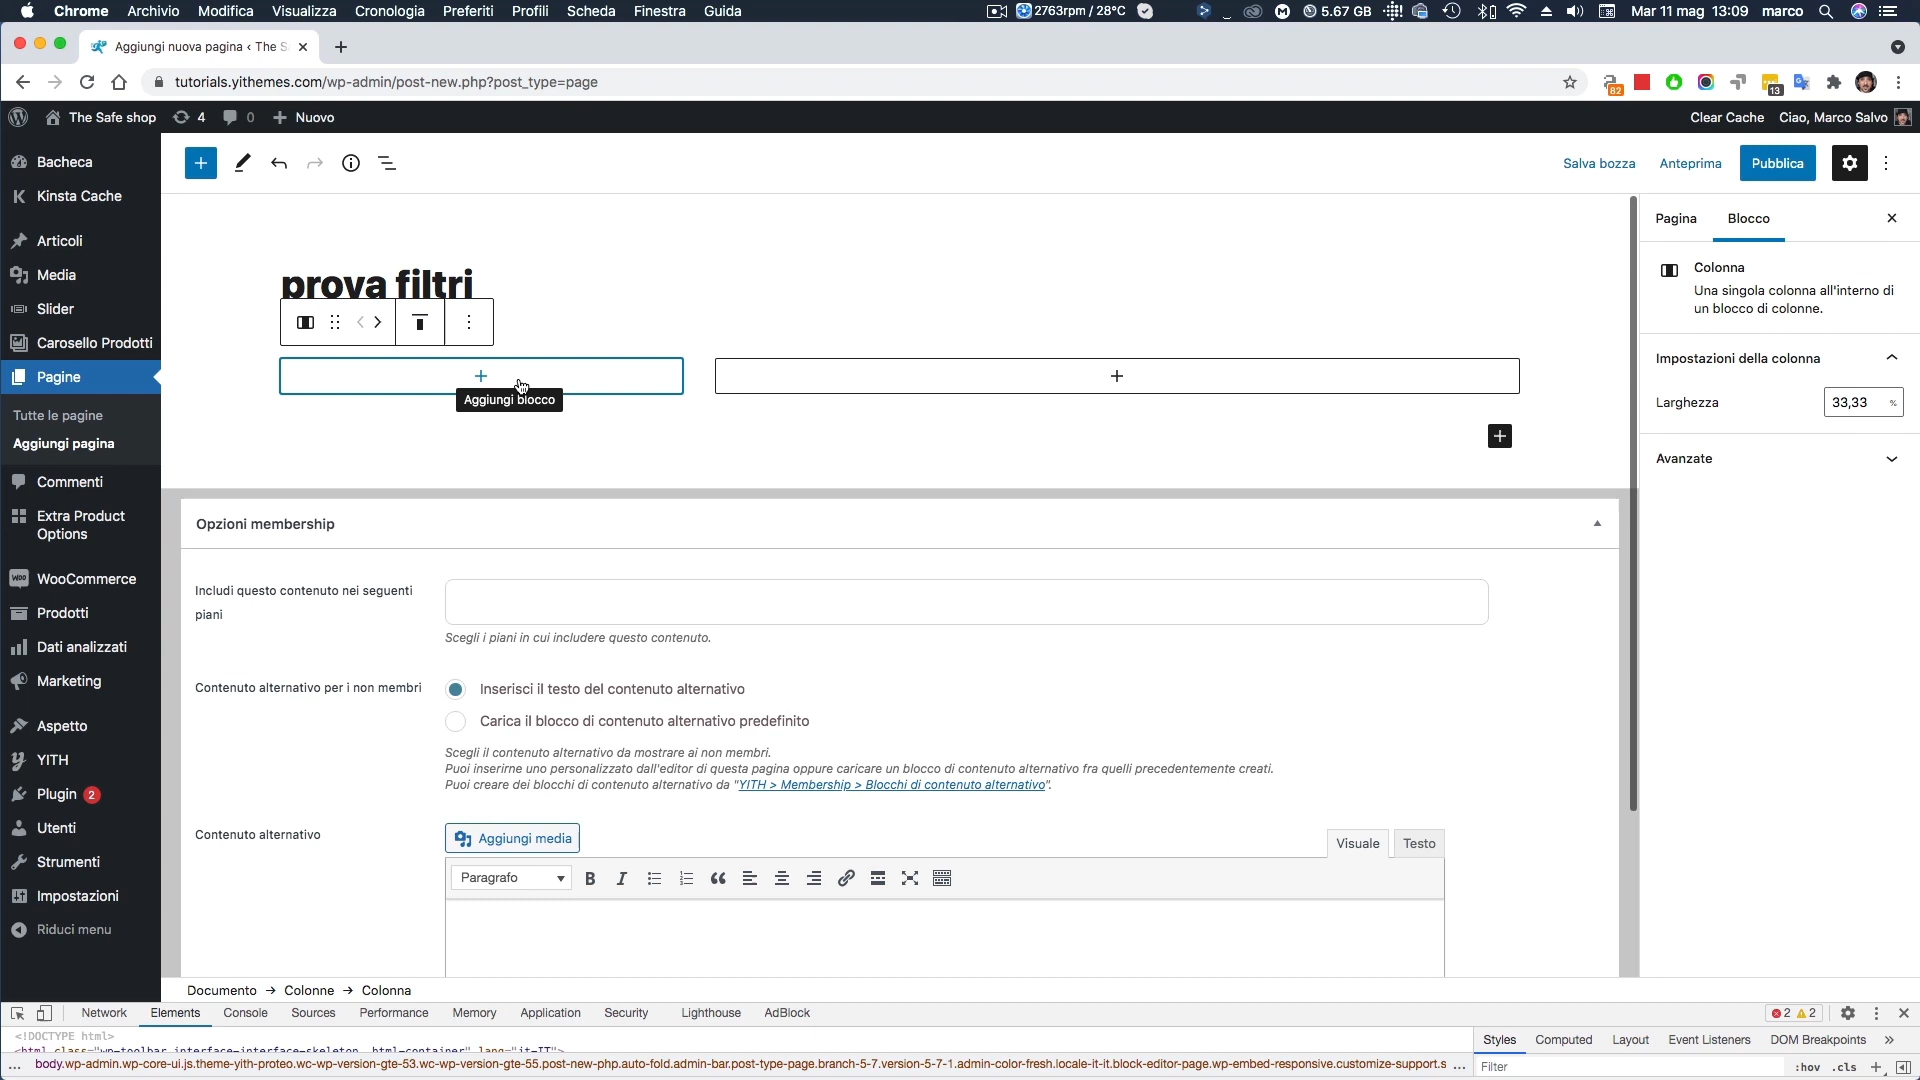 Chrome Archivio Modifica Visualizza Cronologia Preferiti Profili Scheda Finestra Guida 2763rpm / 28°C 5.67 GB Mar 11 mag 13:09 marco
Aggiungi nuova pagina ‹ The S
tutorials.yithemes.com/wp-admin/post-new.php?post_type=page
82
13
The Safe shop 4 0 Nuovo Clear Cache Ciao, Marco Salvo
Bacheca
Kinsta Cache
Articoli
Media
Slider
Carosello Prodotti
Pagine
Tutte le pagine
Aggiungi pagina
Commenti
Extra Product
Options
WooCommerce
Prodotti
Dati analizzati
Marketing
Aspetto
YITH
Plugin 2
Utenti
Strumenti
Impostazioni
Riduci menu
Salva bozza Anteprima Pubblica
prova filtri
Aggiungi blocco
Pagina Blocco
Colonna
Una singola colonna all'interno di
un blocco di colonne.
Impostazioni della colonna
Larghezza 33,33 %
Avanzate
Opzioni membership
Includi questo contenuto nei seguenti
piani
Scegli i piani in cui includere questo contenuto.
Contenuto alternativo per i non membri
Inserisci il testo del contenuto alternativo
Carica il blocco di contenuto alternativo predefinito
Scegli il contenuto alternativo da mostrare ai non membri.
Puoi inserirne uno personalizzato dall'editor di questa pagina oppure caricare un blocco di contenuto alternativo fra quelli precedentemente creati.
Puoi creare dei blocchi di contenuto alternativo da "YITH > Membership > Blocchi di contenuto alternativo".
Contenuto alternativo
Aggiungi media
Visuale Testo
Paragrafo
Documento → Colonne → Colonna
Network Elements Console Sources Performance Memory Application Security Lighthouse AdBlock 2 2
<!DOCTYPE html>
<html class="wp-toolbar interface-interface-skeleton__html-container" lang="it-IT">
... body.wp-admin.wp-core-ui.js.theme-yith-proteo.wc-wp-version-gte-53.wc-wp-version-gte-55.post-new-php.auto-fold.admin-bar.post-type-page.branch-5-7.version-5-7-1.admin-color-fresh.locale-it-it.block-editor-page.wp-embed-responsive.customize-support.s ...
Styles Computed Layout Event Listeners DOM Breakpoints »
Filter :hov .cls